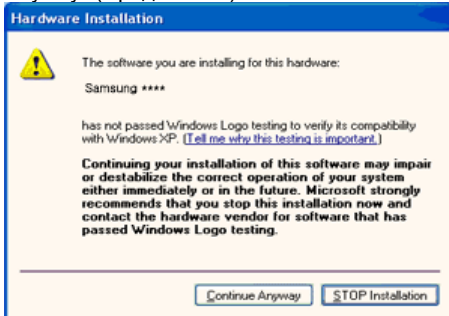 Hardware Installation
The software you are installing for this hardware:
Samsung ****
has not passed Windows Logo testing to verify its compatibility
with Windows XP. (Tell me why this testing is important.)
Continuing your installation of this software may impair
or destabilize the correct operation of your system
either immediately or in the future. Microsoft strongly
recommends that you stop this installation now and
contact the hardware vendor for software that has
passed Windows Logo testing.
Continue Anyway
STOP Installation